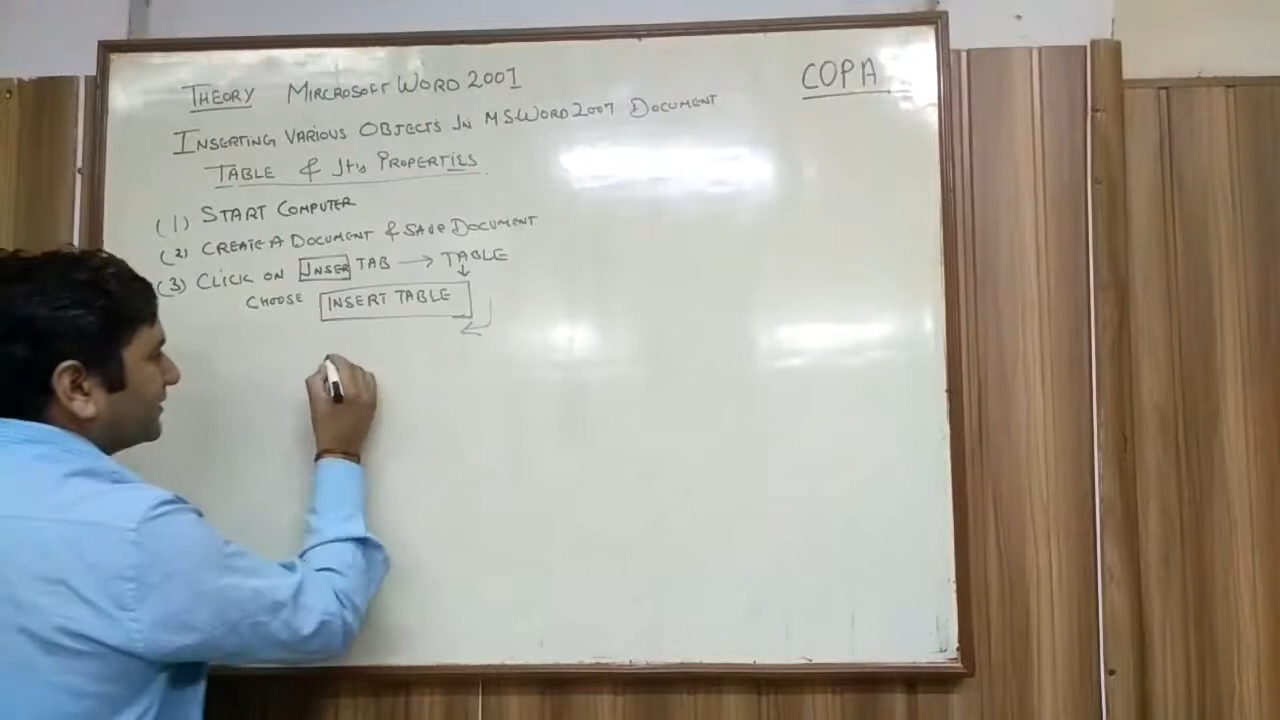 THEORY MIRCROSOFT WORD 2007
COPA
INSERTING VARIOUS OBJECTS IN MS WORD 2007 DOCUMENT
TABLE & It's PROPERTIES
(1) START COMPUTER
(2) CREATE A DOCUMENT & SAVE DOCUMENT
(3) CLICK ON INSER TAB → TABLE
CHOOSE INSERT TABLE